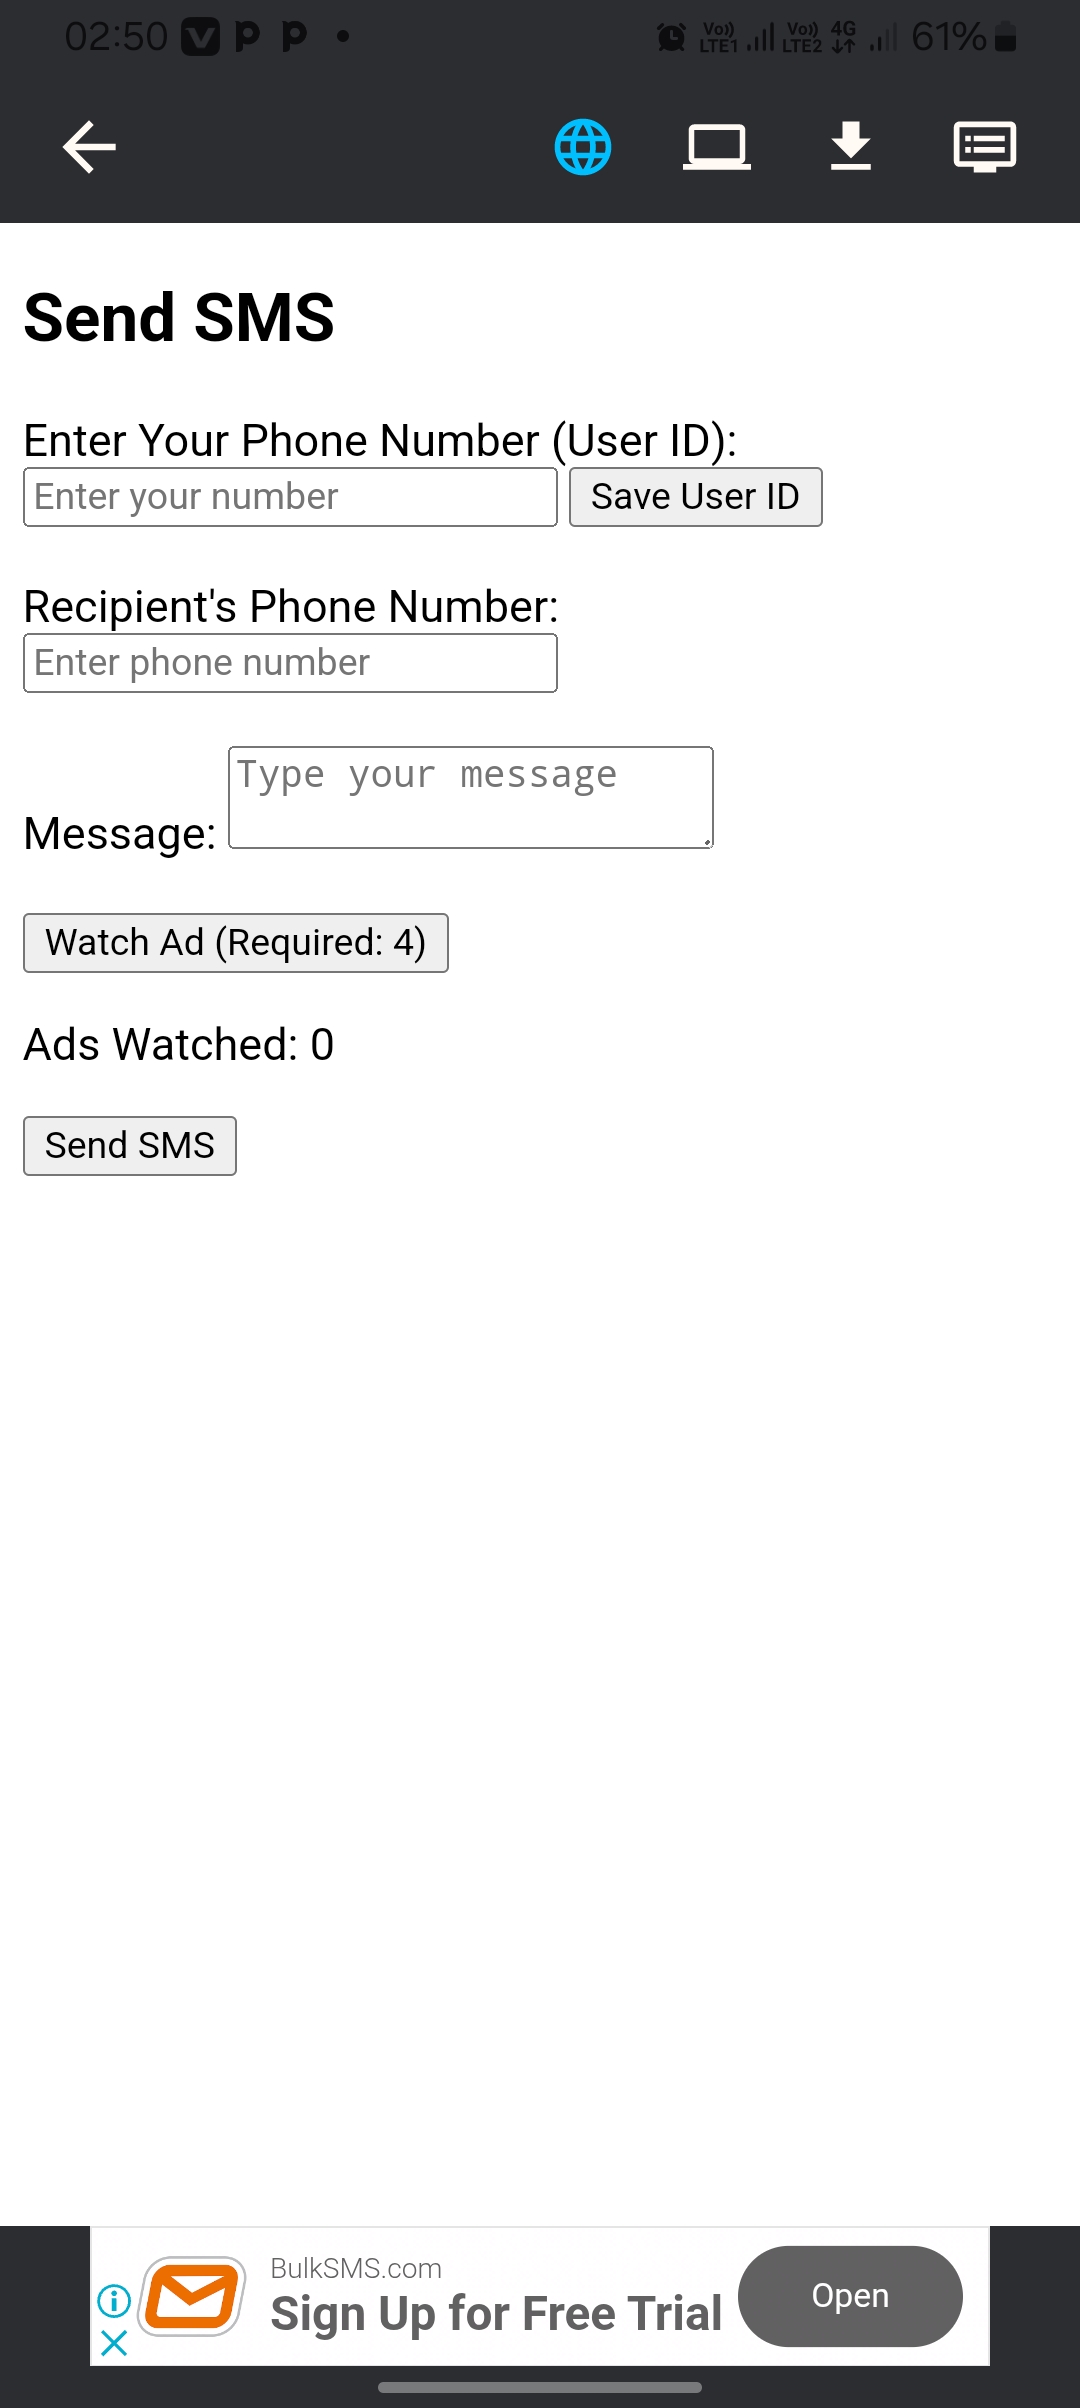 02:50
Vo)) LTE1 Vo)) LTE2 4G 61%
Send SMS
Enter Your Phone Number (User ID):
Enter your number Save User ID
Recipient's Phone Number:
Enter phone number
Type your message
Message:
Watch Ad (Required: 4)
Ads Watched: 0
Send SMS
BulkSMS.com
Sign Up for Free Trial
Open